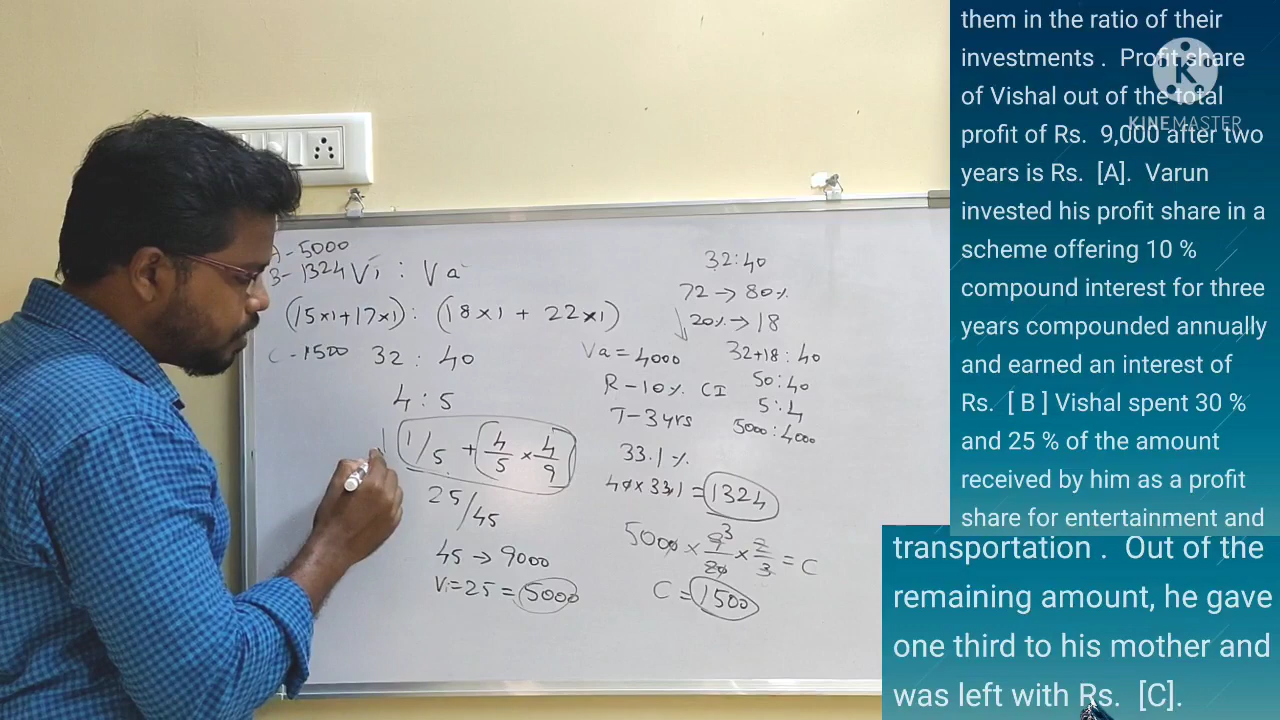 A - 5000
B - 1324
Vi : Va
(15×1+17×1) : (18×1 + 22×1)
C - 1500
32 : 40
4 : 5
1/5 + 4/5 × 4/9
25/45
45 → 9000
Vi = 25 = 5000
Va = 4000
R - 10 % CI
T - 3 yrs
33.1 %
40 × 33.1 = 1324
5000 × 9/20 × 2/3 = C
C = 1500
32:40
72 → 80%
20% → 18
32+18 : 40
50:40
5:4
5000:4000
them in the ratio of their
investments . Profit share
of Vishal out of the total
profit of Rs. 9,000 after two
years is Rs. [A]. Varun
invested his profit share in a
scheme offering 10 %
compound interest for three
years compounded annually
and earned an interest of
Rs. [ B ] Vishal spent 30 %
and 25 % of the amount
received by him as a profit
share for entertainment and
transportation . Out of the
remaining amount, he gave
one third to his mother and
was left with Rs. [C].
K
KINEMASTER